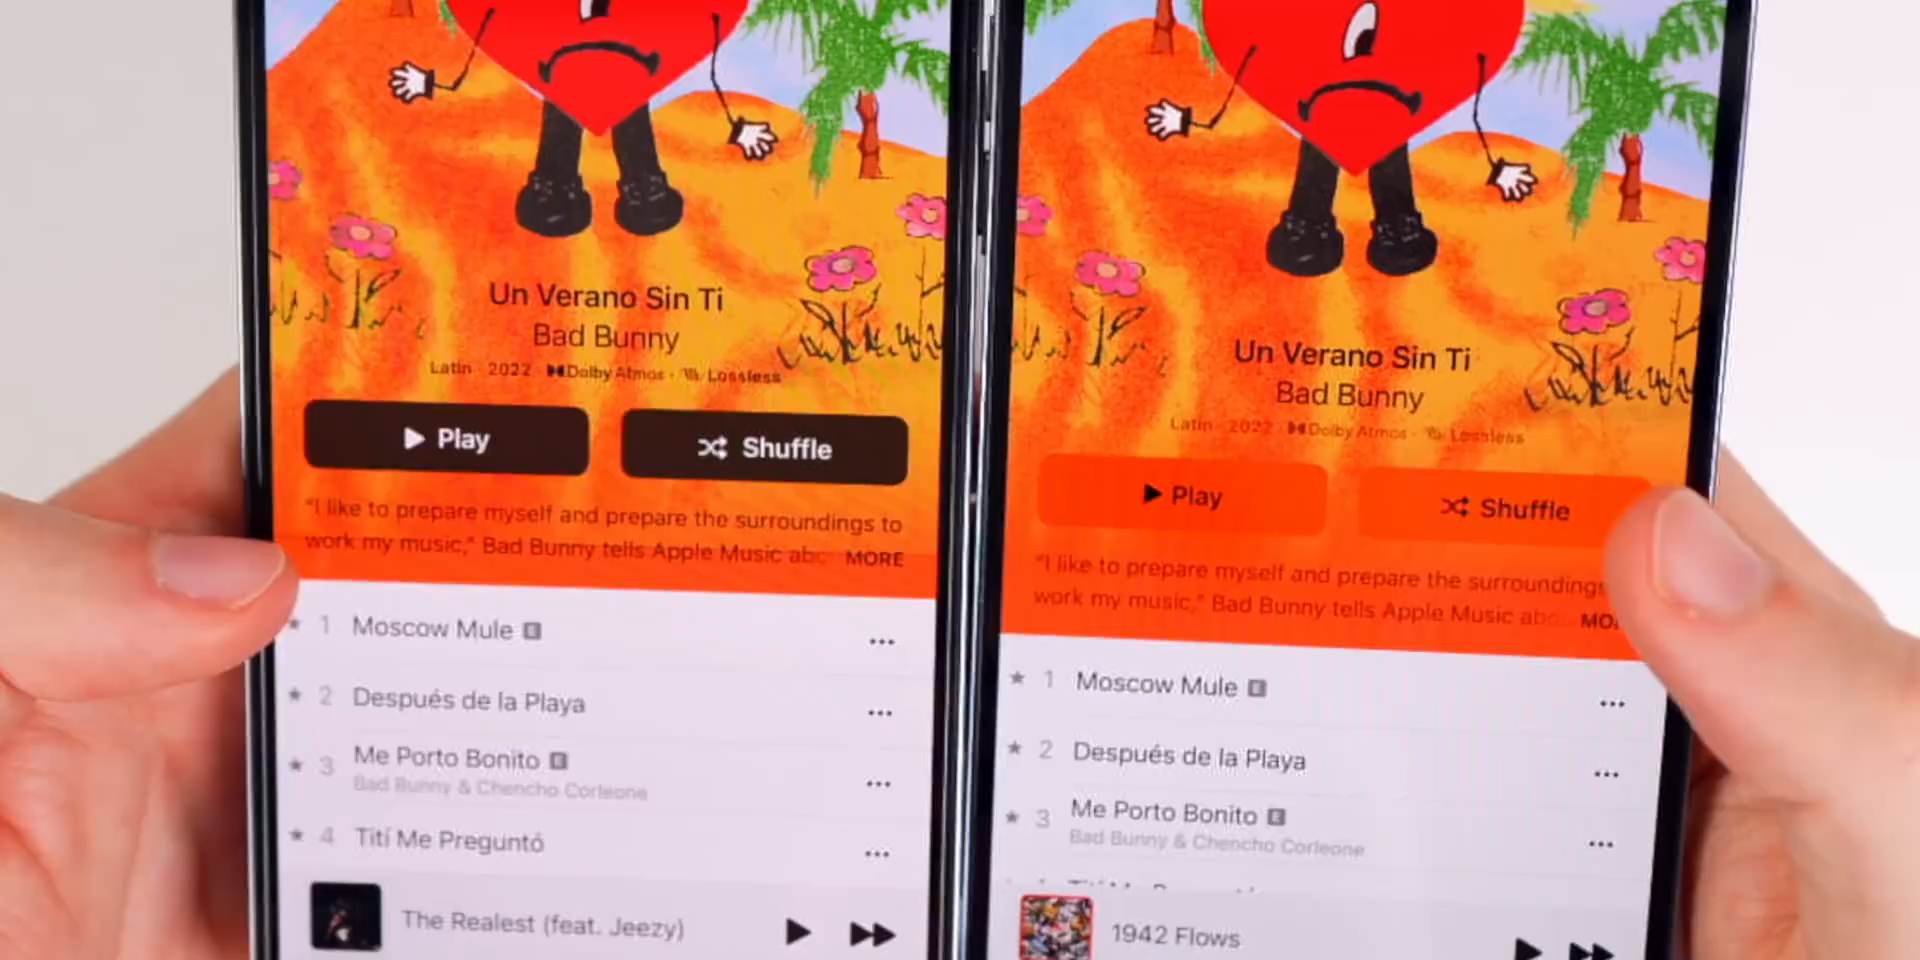 Un Verano Sin Ti
Bad Bunny
Latin · 2022 · Dolby Atmos · Lossless
Play
Shuffle
"I like to prepare myself and prepare the surroundings to
work my music," Bad Bunny tells Apple Music abo MORE
★ 1 Moscow Mule E ...
★ 2 Después de la Playa ...
★ 3 Me Porto Bonito E ...
Bad Bunny & Chencho Corleone
★ 4 Tití Me Preguntó ...
The Realest (feat. Jeezy)
Un Verano Sin Ti
Bad Bunny
Latin · 2022 · Dolby Atmos · Lossless
Play
Shuffle
"I like to prepare myself and prepare the surroundings
work my music," Bad Bunny tells Apple Music abo
★ 1 Moscow Mule E ...
★ 2 Después de la Playa ...
★ 3 Me Porto Bonito E ...
Bad Bunny & Chencho Corleone
1942 Flows